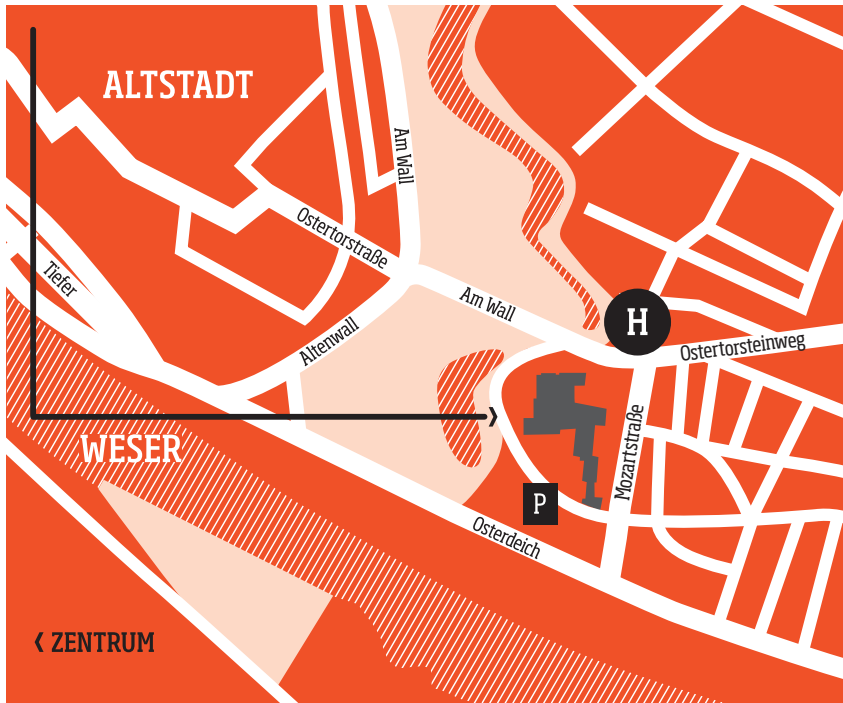 ALTSTADT
Am Wall
Ostertorstraße
Tiefer
Am Wall
H
Altenwall
Ostertorsteinweg
Mozartstraße
WESER
P
Osterdeich
‹ ZENTRUM